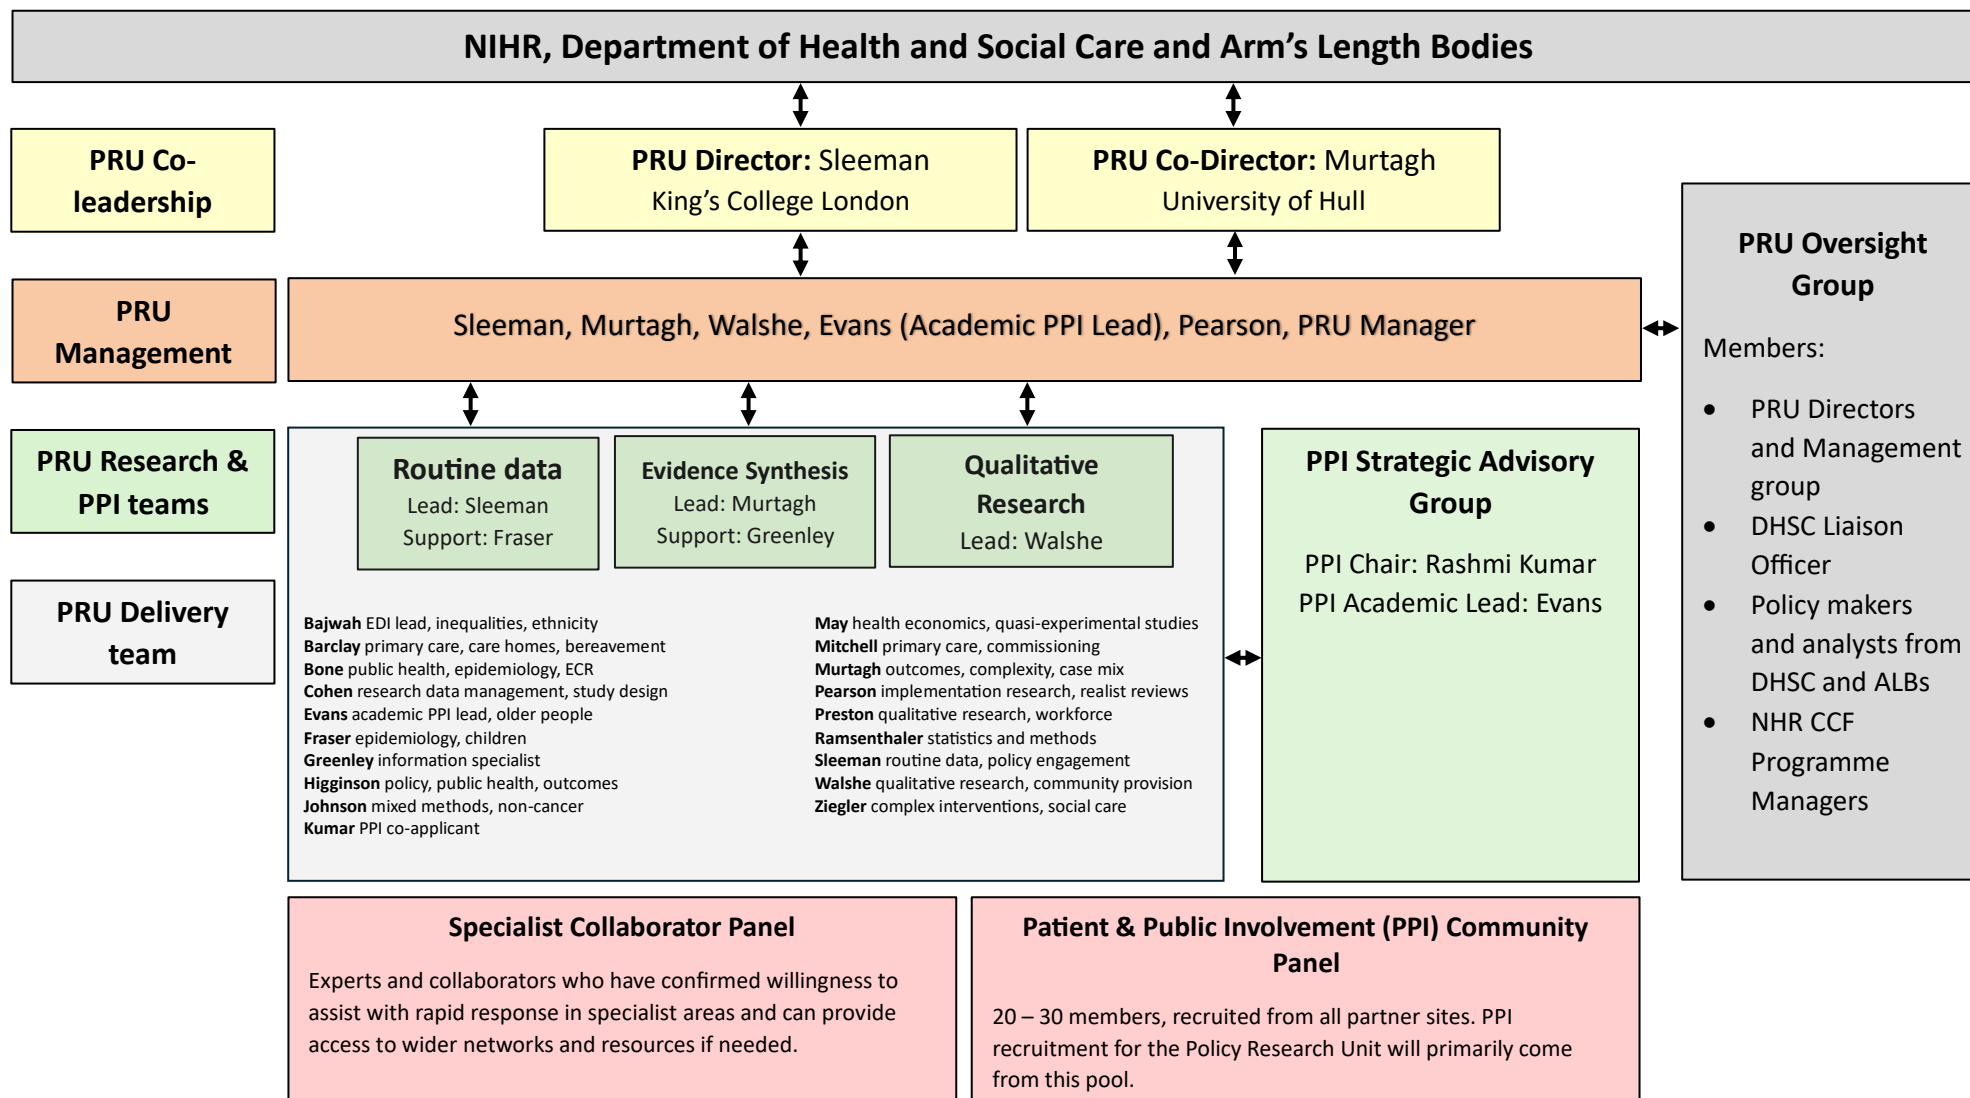 NIHR, Department of Health and Social Care and Arm's Length Bodies
PRU Co-
leadership
PRU Director: Sleeman
King's College London
PRU Co-Director: Murtagh
University of Hull
PRU
Management
Sleeman, Murtagh, Walshe, Evans (Academic PPI Lead), Pearson, PRU Manager
PRU Oversight
Group
Members:
• PRU Directors
and Management
group
• DHSC Liaison
Officer
• Policy makers
and analysts from
DHSC and ALBs
• NHR CCF
Programme
Managers
PRU Research &
PPI teams
Routine data
Lead: Sleeman
Support: Fraser
Evidence Synthesis
Lead: Murtagh
Support: Greenley
Qualitative
Research
Lead: Walshe
PPI Strategic Advisory
Group
PPI Chair: Rashmi Kumar
PPI Academic Lead: Evans
PRU Delivery
team
Bajwah EDI lead, inequalities, ethnicity
Barclay primary care, care homes, bereavement
Bone public health, epidemiology, ECR
Cohen research data management, study design
Evans academic PPI lead, older people
Fraser epidemiology, children
Greenley information specialist
Higginson policy, public health, outcomes
Johnson mixed methods, non-cancer
Kumar PPI co-applicant
May health economics, quasi-experimental studies
Mitchell primary care, commissioning
Murtagh outcomes, complexity, case mix
Pearson implementation research, realist reviews
Preston qualitative research, workforce
Ramsenthaler statistics and methods
Sleeman routine data, policy engagement
Walshe qualitative research, community provision
Ziegler complex interventions, social care
Specialist Collaborator Panel
Experts and collaborators who have confirmed willingness to
assist with rapid response in specialist areas and can provide
access to wider networks and resources if needed.
Patient & Public Involvement (PPI) Community
Panel
20 – 30 members, recruited from all partner sites. PPI
recruitment for the Policy Research Unit will primarily come
from this pool.